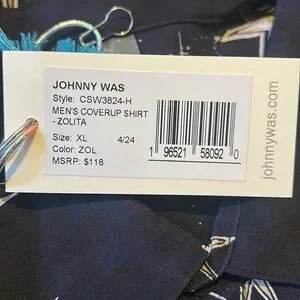 JOHNNY WAS
Style: CSW3824-H
MEN'S COVERUP SHIRT
- ZOLITA
Size: XL 4/24
Color: ZOL
MSRP: $118
1 96521 58092 0
johnnywas.com